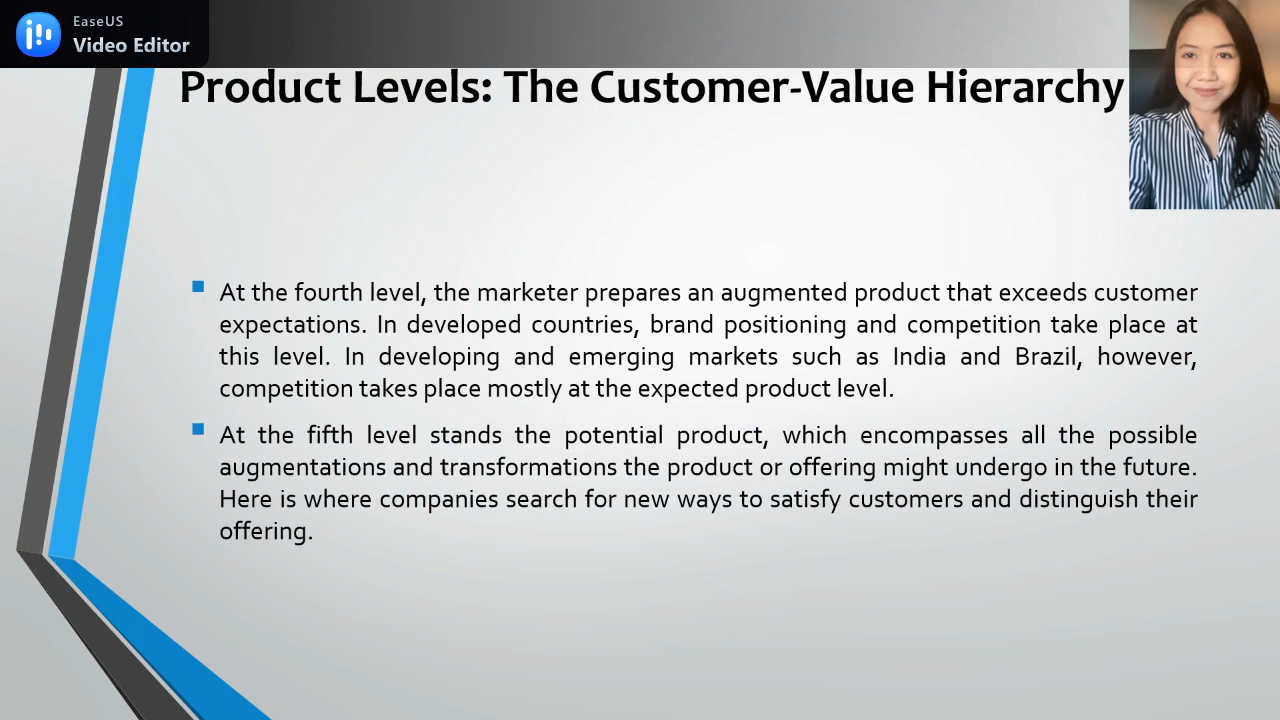 EaseUS
Video Editor
Product Levels: The Customer-Value Hierarchy
At the fourth level, the marketer prepares an augmented product that exceeds customer
expectations. In developed countries, brand positioning and competition take place at
this level. In developing and emerging markets such as India and Brazil, however,
competition takes place mostly at the expected product level.
At the fifth level stands the potential product, which encompasses all the possible
augmentations and transformations the product or offering might undergo in the future.
Here is where companies search for new ways to satisfy customers and distinguish their
offering.